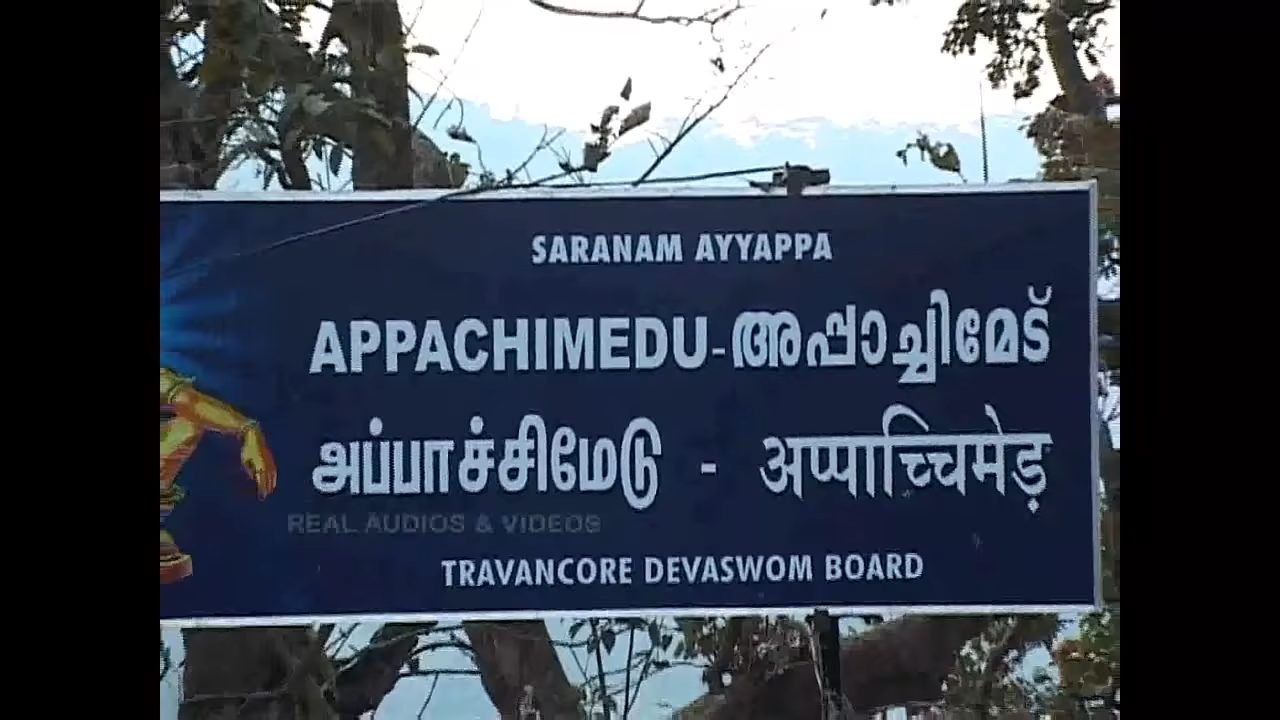 SARANAM AYYAPPA
APPACHIMEDU-അപ്പാച്ചിമേട്
அப்பாச்சிமேடு - अप्पाच्चिमेड़
REAL AUDIOS & VIDEOS
TRAVANCORE DEVASWOM BOARD